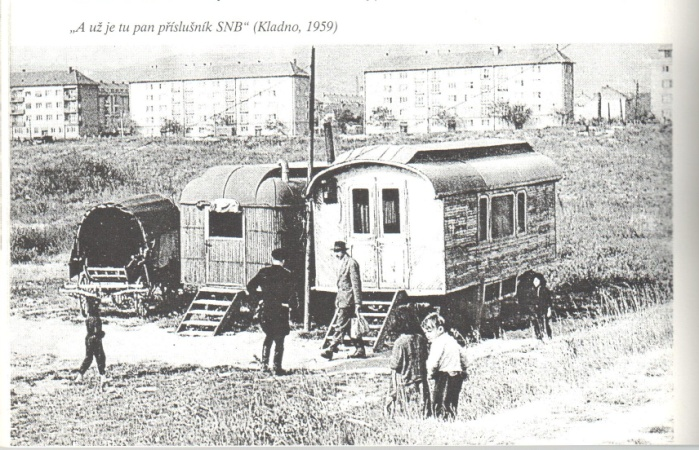 „A už je tu pan příslušník SNB“ (Kladno, 1959)